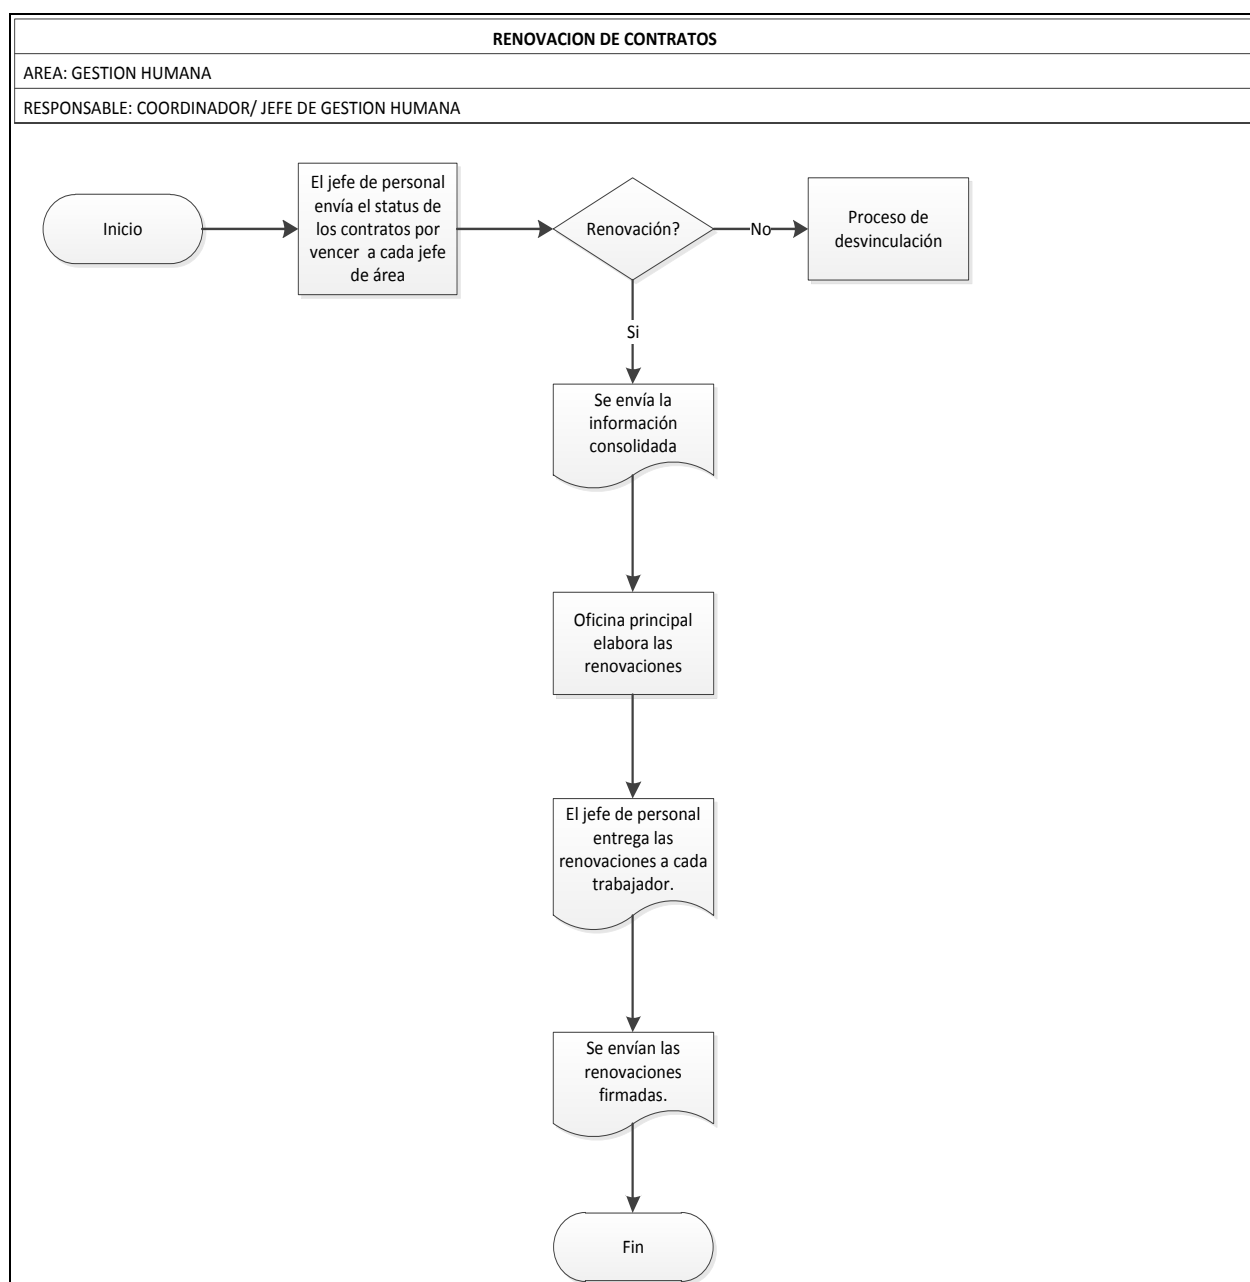 RENOVACION DE CONTRATOS
AREA: GESTION HUMANA
RESPONSABLE: COORDINADOR/ JEFE DE GESTION HUMANA
Inicio
El jefe de personal
envía el status de
los contratos por
vencer  a cada jefe
de área
Renovación?
No
Proceso de
desvinculación
Si
Se envía la
información
consolidada
Oficina principal
elabora las
renovaciones
El jefe de personal
entrega las
renovaciones a cada
trabajador.
Se envían las
renovaciones
firmadas.
Fin